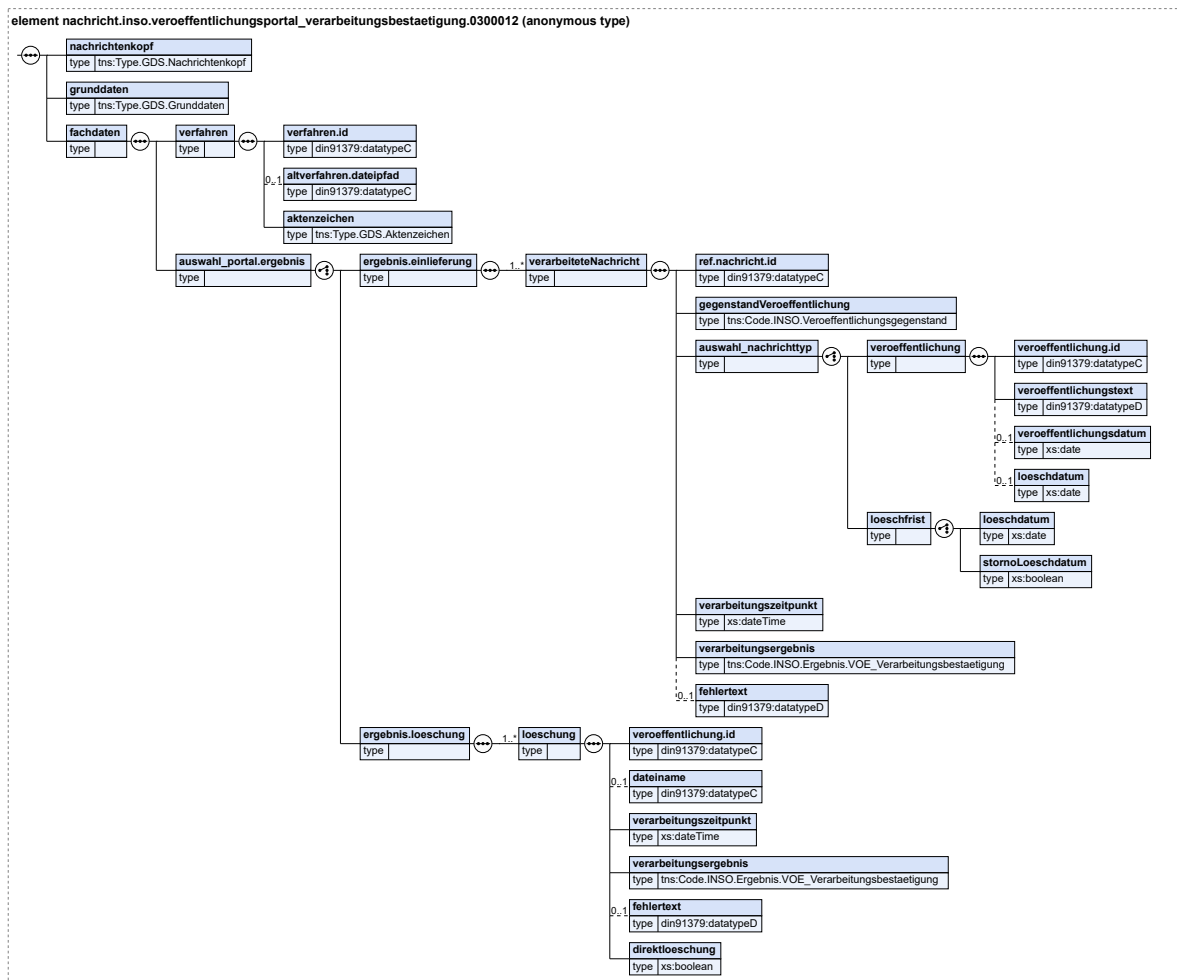 element nachricht.inso.veroeffentlichungsportal_verarbeitungsbestaetigung.0300012 (anonymous type)
nachrichtenkopf
type tns:Type.GDS.Nachrichtenkopf
grunddaten
type tns:Type.GDS.Grunddaten
fachdaten
type
verfahren
type
verfahren.id
type din91379:datatypeC
0..1
altverfahren.dateipfad
type din91379:datatypeC
aktenzeichen
type tns:Type.GDS.Aktenzeichen
auswahl_portal.ergebnis
type
ergebnis.einlieferung
type
1..*
verarbeiteteNachricht
type
ref.nachricht.id
type din91379:datatypeC
gegenstandVeroeffentlichung
type tns:Code.INSO.Veroeffentlichungsgegenstand
auswahl_nachrichttyp
type
veroeffentlichung
type
veroeffentlichung.id
type din91379:datatypeC
veroeffentlichungstext
type din91379:datatypeD
0..1
veroeffentlichungsdatum
type xs:date
0..1
loeschdatum
type xs:date
loeschfrist
type
loeschdatum
type xs:date
stornoLoeschdatum
type xs:boolean
verarbeitungszeitpunkt
type xs:dateTime
verarbeitungsergebnis
type tns:Code.INSO.Ergebnis.VOE_Verarbeitungsbestaetigung
0..1
fehlertext
type din91379:datatypeD
ergebnis.loeschung
type
1..*
loeschung
type
veroeffentlichung.id
type din91379:datatypeC
0..1
dateiname
type din91379:datatypeC
verarbeitungszeitpunkt
type xs:dateTime
verarbeitungsergebnis
type tns:Code.INSO.Ergebnis.VOE_Verarbeitungsbestaetigung
0..1
fehlertext
type din91379:datatypeD
direktloeschung
type xs:boolean